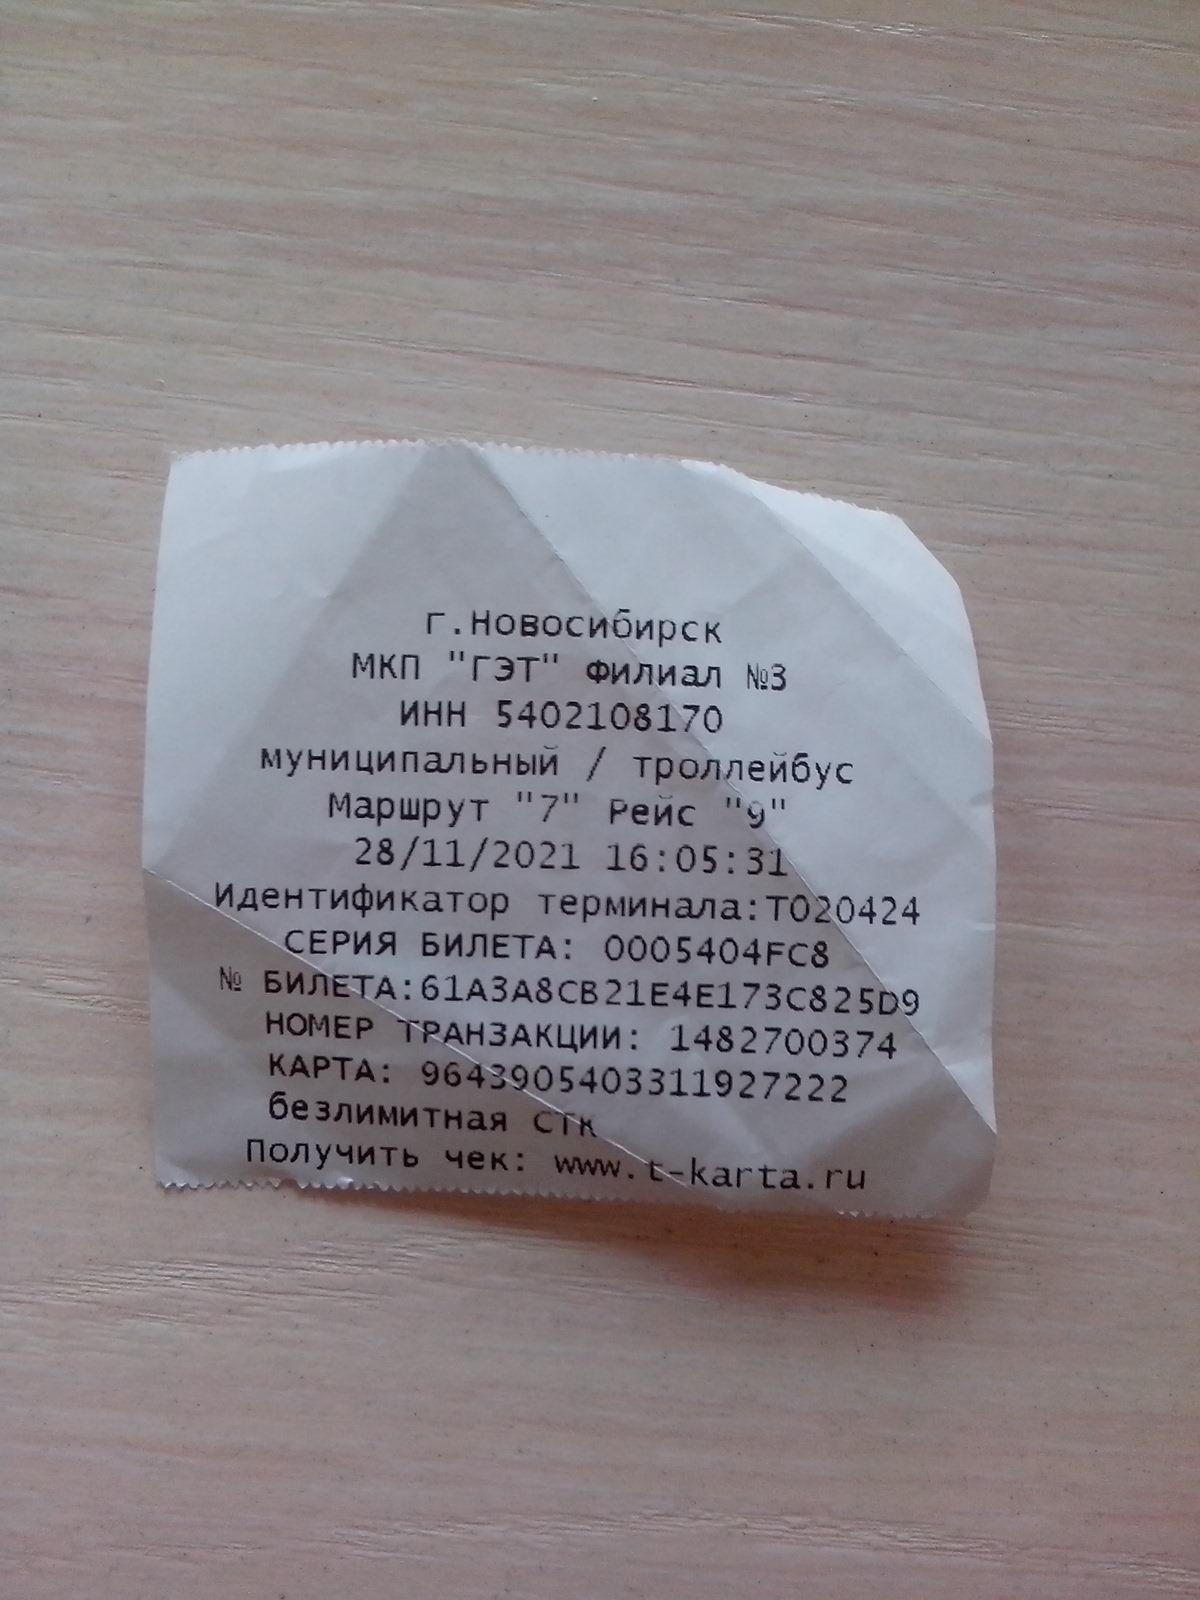 г.Новосибирск
МКП "ГЭТ" Филиал №3
ИНН 5402108170
муниципальный / троллейбус
Маршрут "7" Рейс "9"
28/11/2021 16:05:31
Идентификатор терминала:T020424
СЕРИЯ БИЛЕТА: 0005404FC8
№ БИЛЕТА:61A3A8CB21E4E173C825D9
НОМЕР ТРАНЗАКЦИИ: 1482700374
КАРТА: 9643905403311927222
безлимитная СТК
Получить чек: www.t-karta.ru